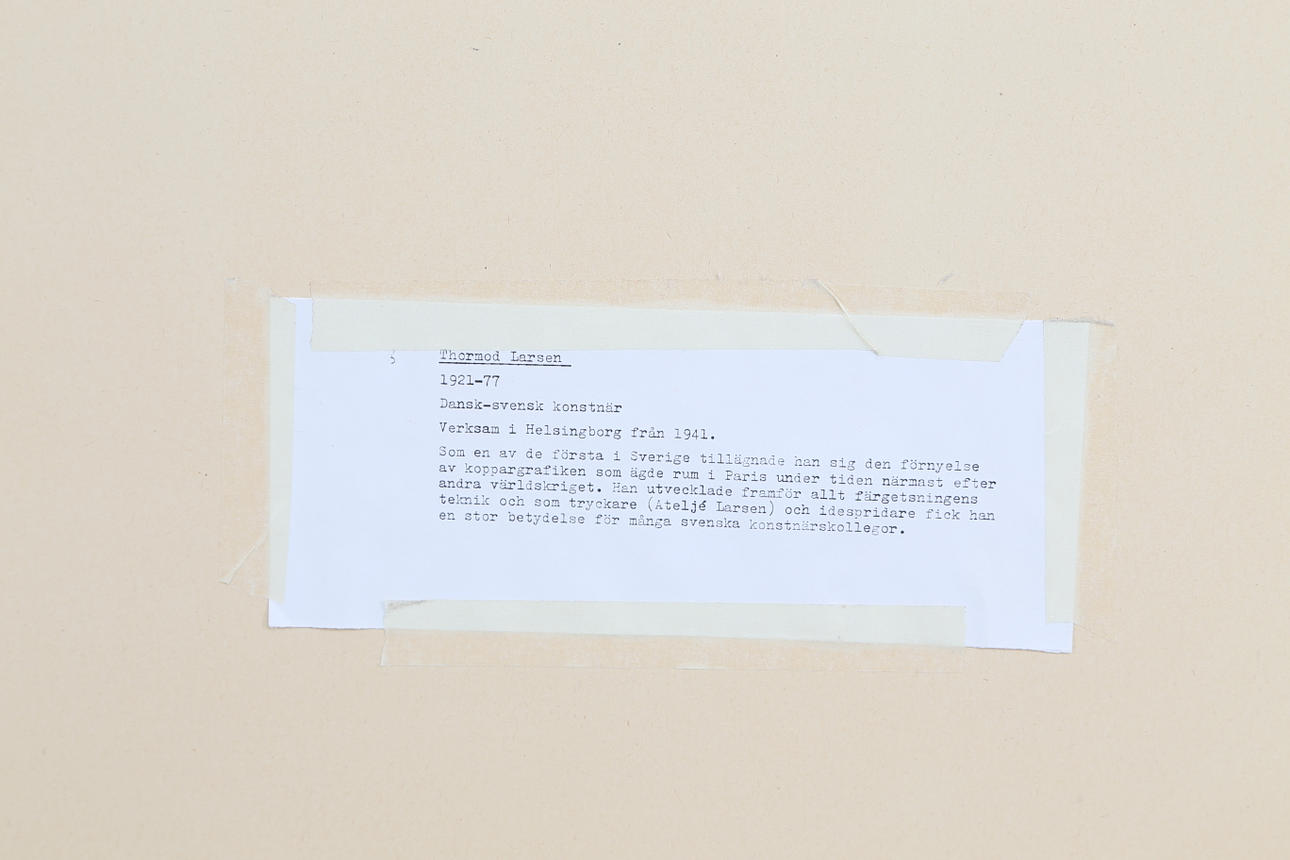 Thormod Larsen
1921-77
Dansk-svensk konstnär
Verksam i Helsingborg från 1941.
Som en av de första i Sverige tillägnade han sig den förnyelse
av koppargrafiken som ägde rum i Paris under tiden närmast efter
andra världskriget. Han utvecklade framför allt färgetsningens
teknik och som tryckare (Ateljé Larsen) och idespridare fick han
en stor betydelse för många svenska konstnärskollegor.